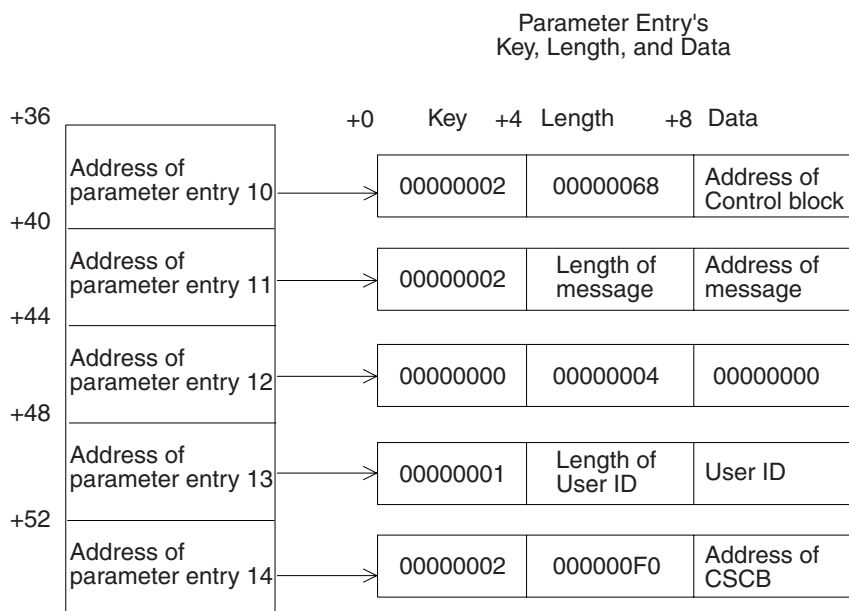 Parameter Entry's
Key, Length, and Data
+36
+0 Key +4 Length +8 Data
Address of
parameter entry 10
00000002
00000068
Address of
Control block
+40
Address of
parameter entry 11
00000002
Length of
message
Address of
message
+44
Address of
parameter entry 12
00000000
00000004
00000000
+48
Address of
parameter entry 13
00000001
Length of
User ID
User ID
+52
Address of
parameter entry 14
00000002
000000F0
Address of
CSCB